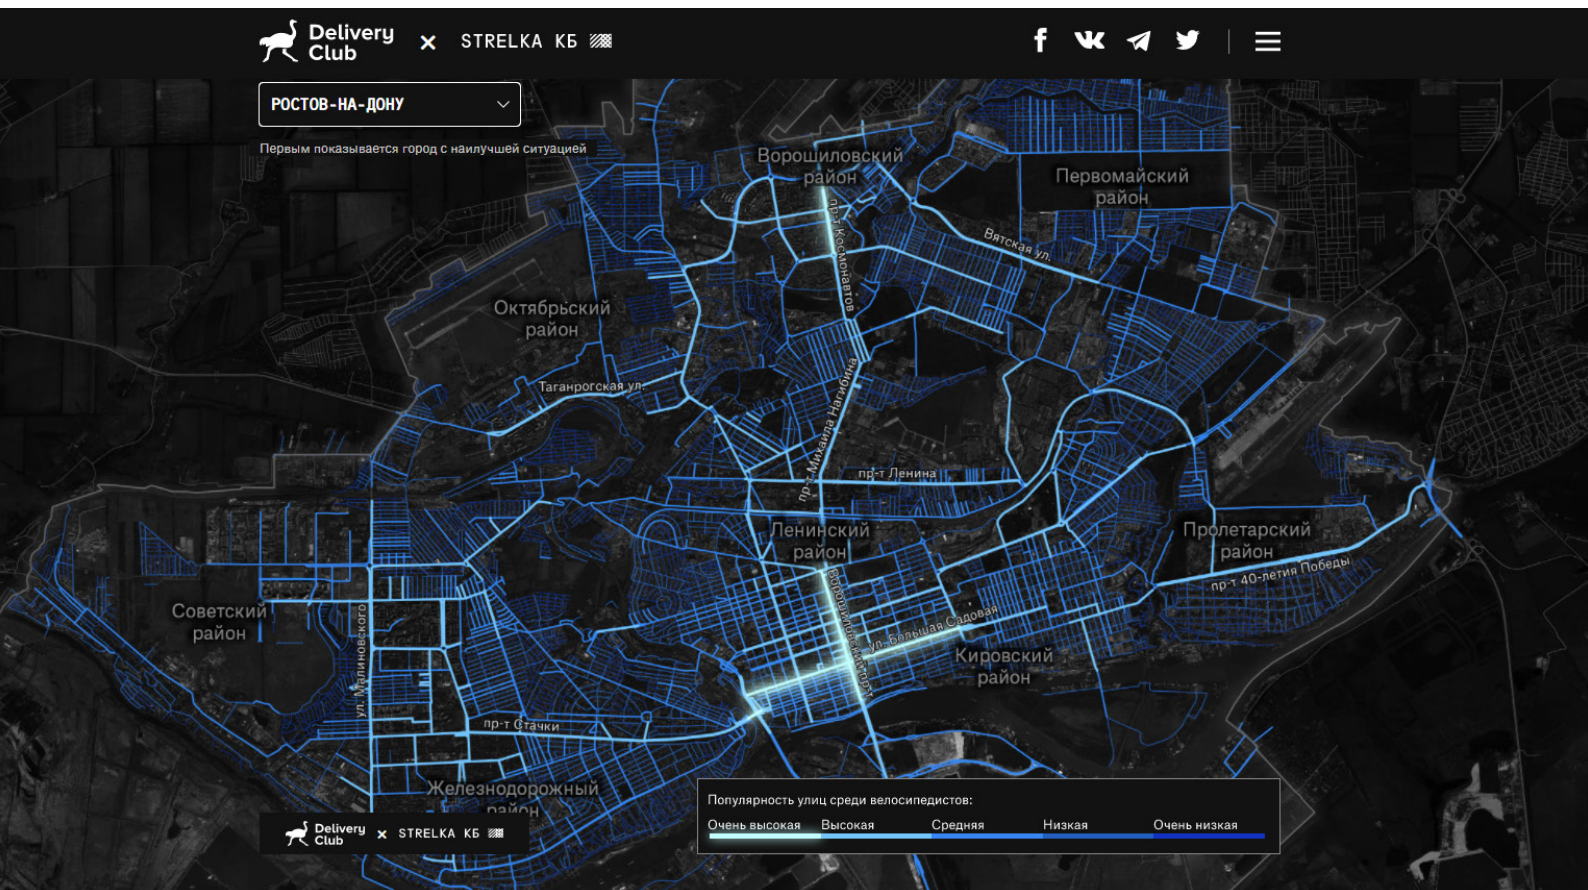 Delivery
Club
× STRELKA КБ
РОСТОВ-НА-ДОНУ
Первым показывается город с наилучшей ситуацией
Ворошиловский
район
Первомайский
район
пр-т Космонавтов
Вятская ул.
Октябрьский
район
Таганрогская ул.
пр-т Михаила Нагибина
пр-т Ленина
Ленинский
район
Пролетарский
район
пр-т 40-летия Победы
Советский
район
ул. Малиновского
Ворошиловский пр-т
ул. Большая Садовая
Кировский
район
пр-т Стачки
Железнодорожный
район
Популярность улиц среди велосипедистов:
Очень высокая Высокая Средняя Низкая Очень низкая
Delivery
Club
× STRELKA КБ